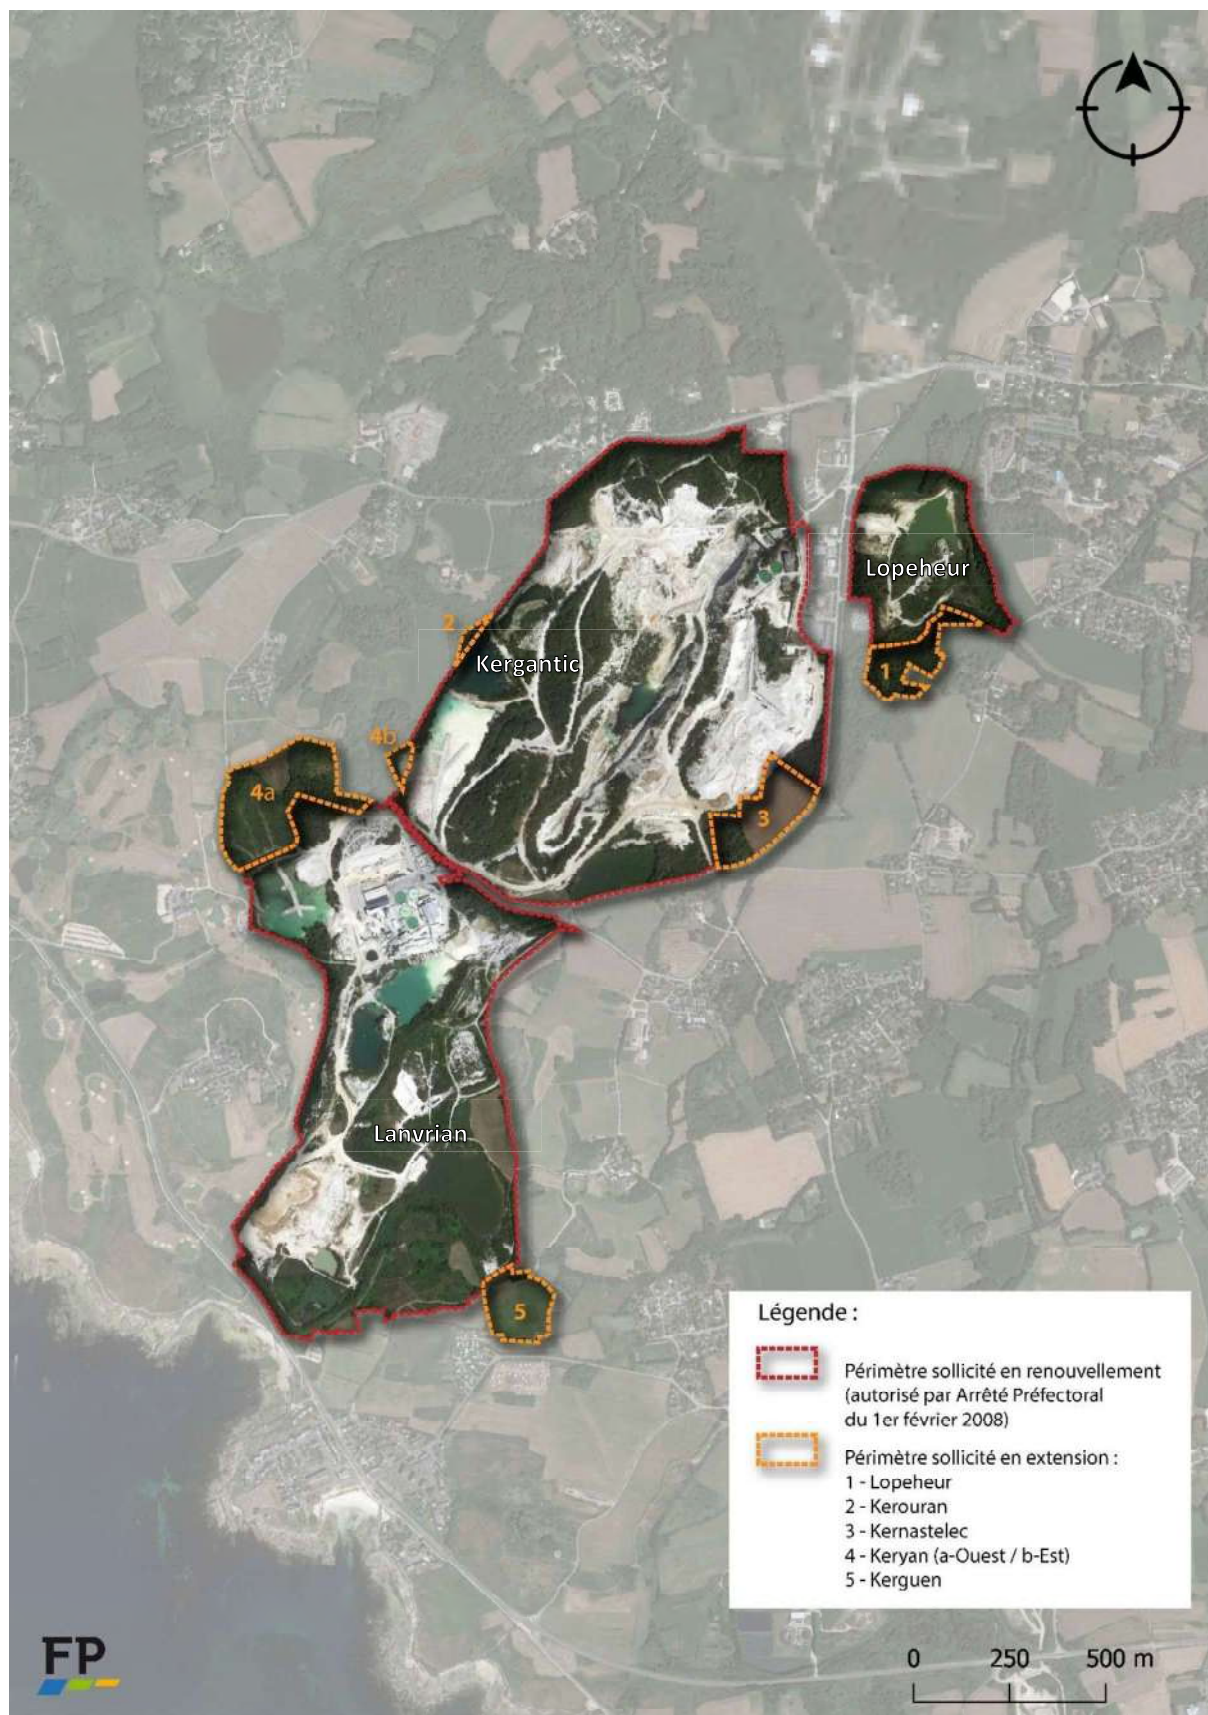 Lopeheur
2
Kergantic
1
4b
4a
3
Lanvrian
5
Légende :
Périmètre sollicité en renouvellement
(autorisé par Arrêté Préfectoral
du 1er février 2008)
Périmètre sollicité en extension :
1 - Lopeheur
2 - Kerouran
3 - Kernastelec
4 - Keryan (a-Ouest / b-Est)
5 - Kerguen
FP
0 250 500 m